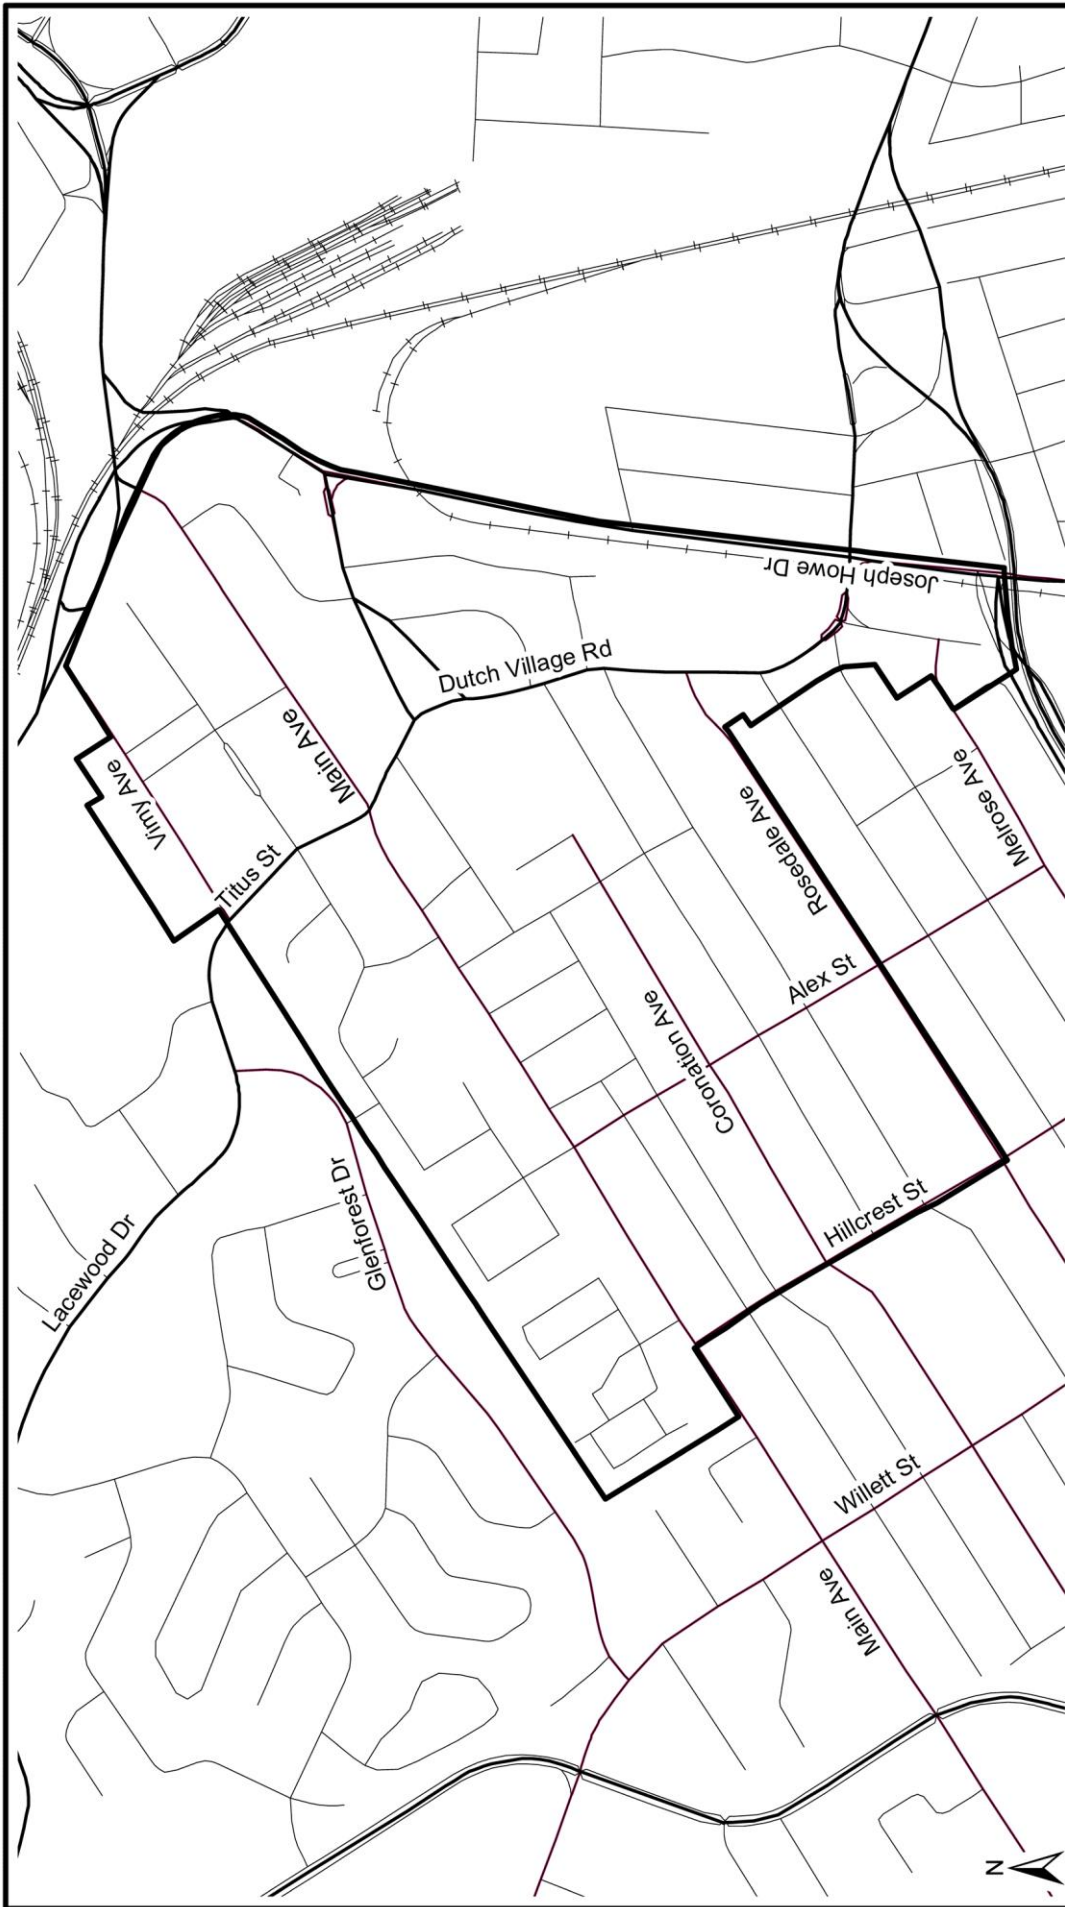 Joseph Howe Dr
Dutch Village Rd
Main Ave
Vimy Ave
Titus St
Rosedale Ave
Melrose Ave
Alex St
Coronation Ave
Glenforest Dr
Hillcrest St
Lacewood Dr
Willett St
Main Ave
N